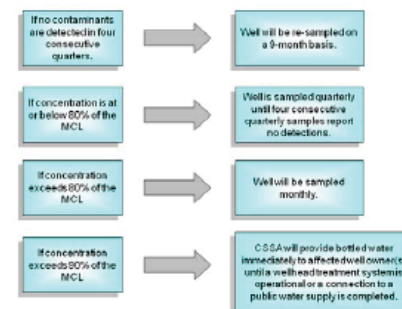 If no contaminants
are detected in four
consecutive
quarters.
Well will be re-sampled on
a 9-month basis.
If concentration is at
or below 80% of the
MCL
Well is sampled quarterly
until four consecutive
quarterly samples report
no detections.
If concentration
exceeds 80% of the
MCL
Well will be sampled
monthly.
If concentration
exceeds 90% of the
MCL
CSSA will provide bottled water
immediately to affected well owner(s)
until a wellhead treatment system is
operational or a connection to a
public water supply is completed.